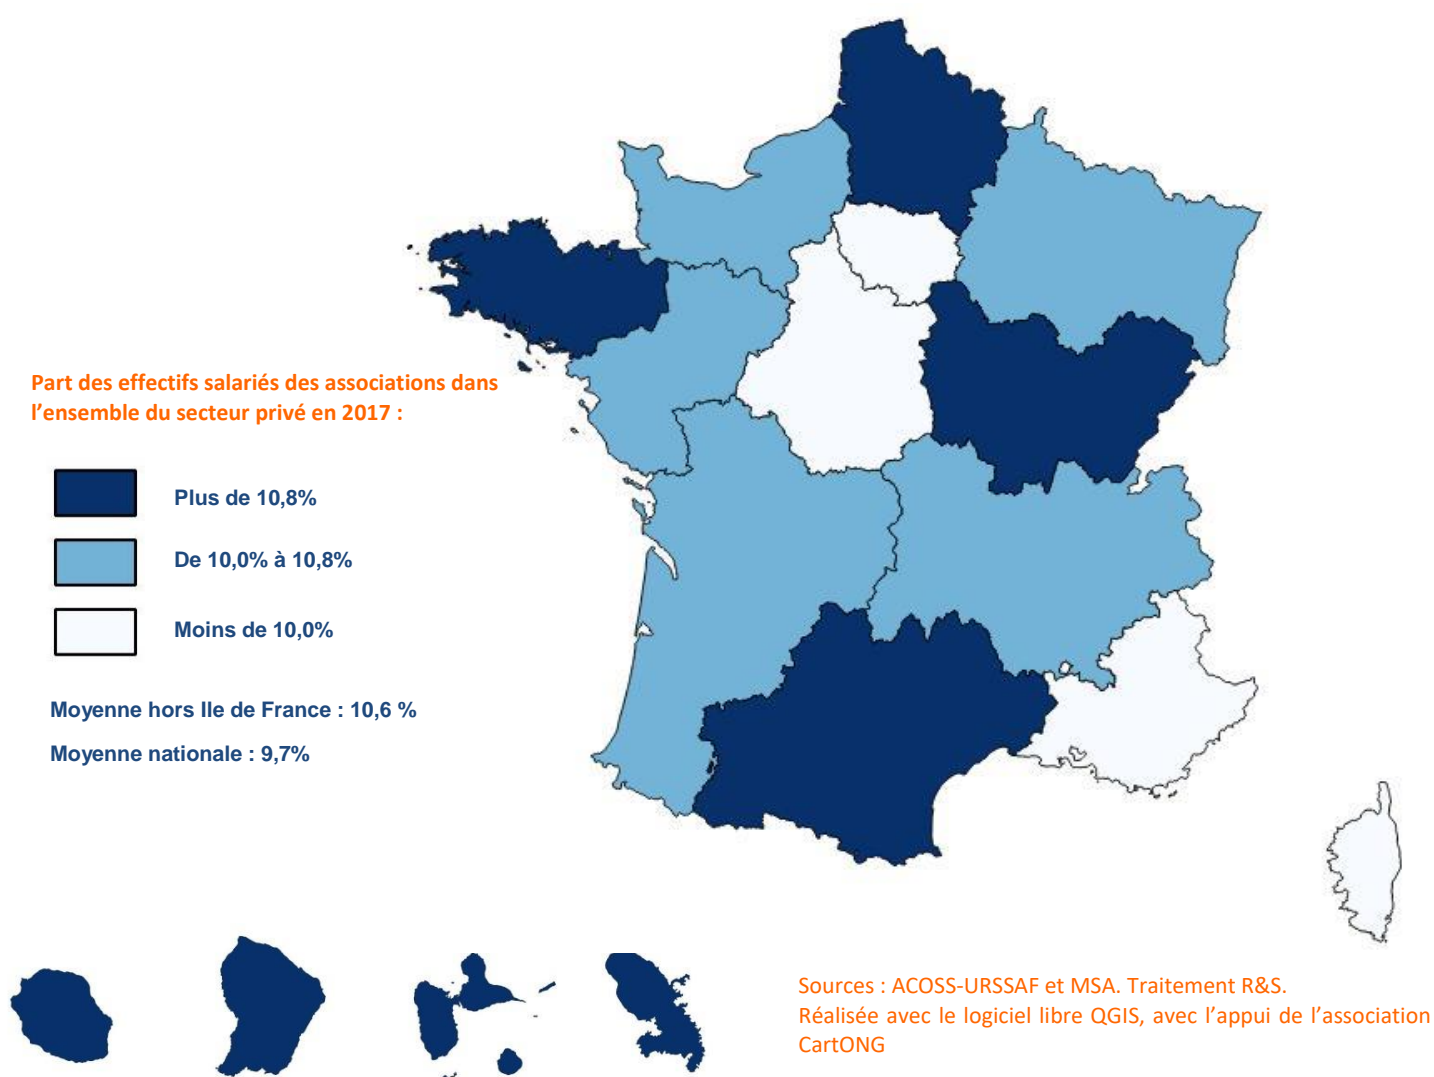 Part des effectifs salariés des associations dans
l’ensemble du secteur privé en 2017 :
Plus de 10,8%
De 10,0% à 10,8%
Moins de 10,0%
Moyenne hors Ile de France : 10,6 %
Moyenne nationale : 9,7%
Sources : ACOSS-URSSAF et MSA. Traitement R&S.
Réalisée avec le logiciel libre QGIS, avec l’appui de l’association
CartONG